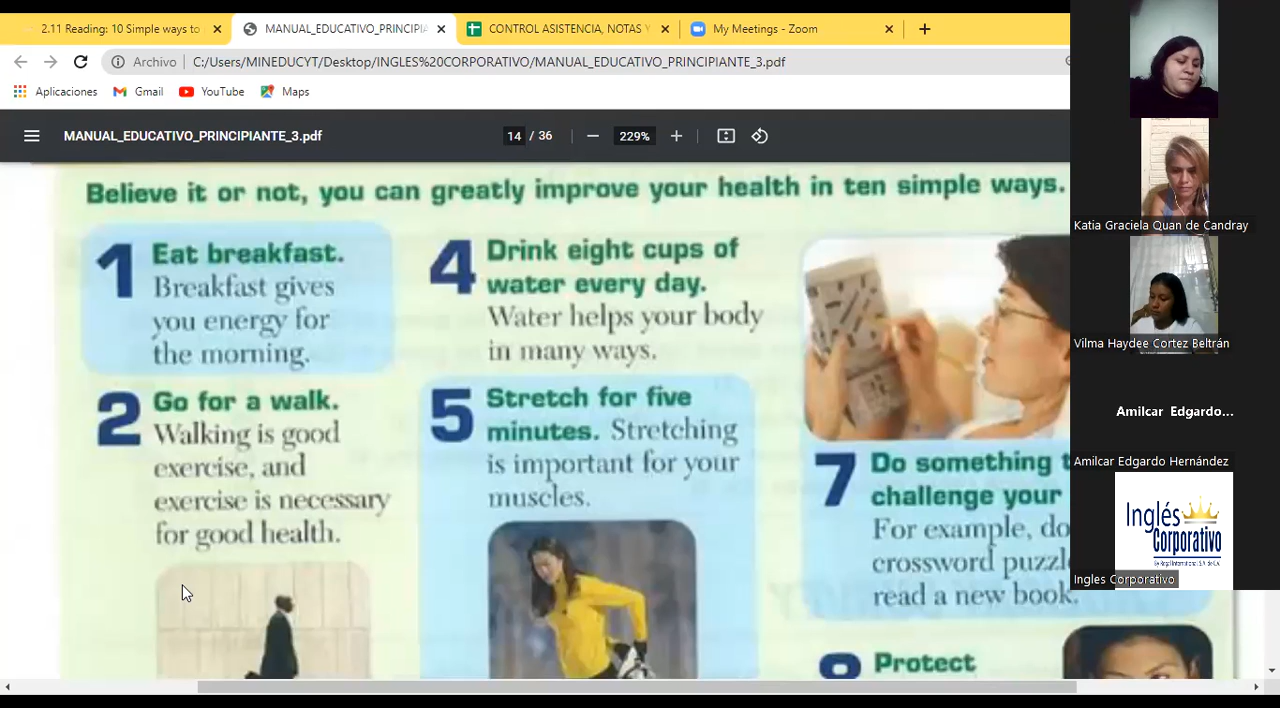 2.11 Reading: 10 Simple ways to
MANUAL_EDUCATIVO_PRINCIPIA
CONTROL ASISTENCIA, NOTAS Y
My Meetings - Zoom
Archivo
C:/Users/MINEDUCYT/Desktop/INGLES%20CORPORATIVO/MANUAL_EDUCATIVO_PRINCIPIANTE_3.pdf
Aplicaciones
Gmail
YouTube
Maps
MANUAL_EDUCATIVO_PRINCIPIANTE_3.pdf
14 / 36
229%
Believe it or not, you can greatly improve your health in ten simple ways.
1 Eat breakfast.
Breakfast gives
you energy for
the morning.
2 Go for a walk.
Walking is good
exercise, and
exercise is necessary
for good health.
4 Drink eight cups of
water every day.
Water helps your body
in many ways.
5 Stretch for five
minutes. Stretching
is important for your
muscles.
7 Do something t
challenge your
For example, do
crossword puzzl
read a new book.
8 Protect
Katia Graciela Quan de Candray
Vilma Haydee Cortez Beltrán
Amilcar Edgardo...
Amilcar Edgardo Hernández
Inglés
Corporativo
Ingles Corporativo